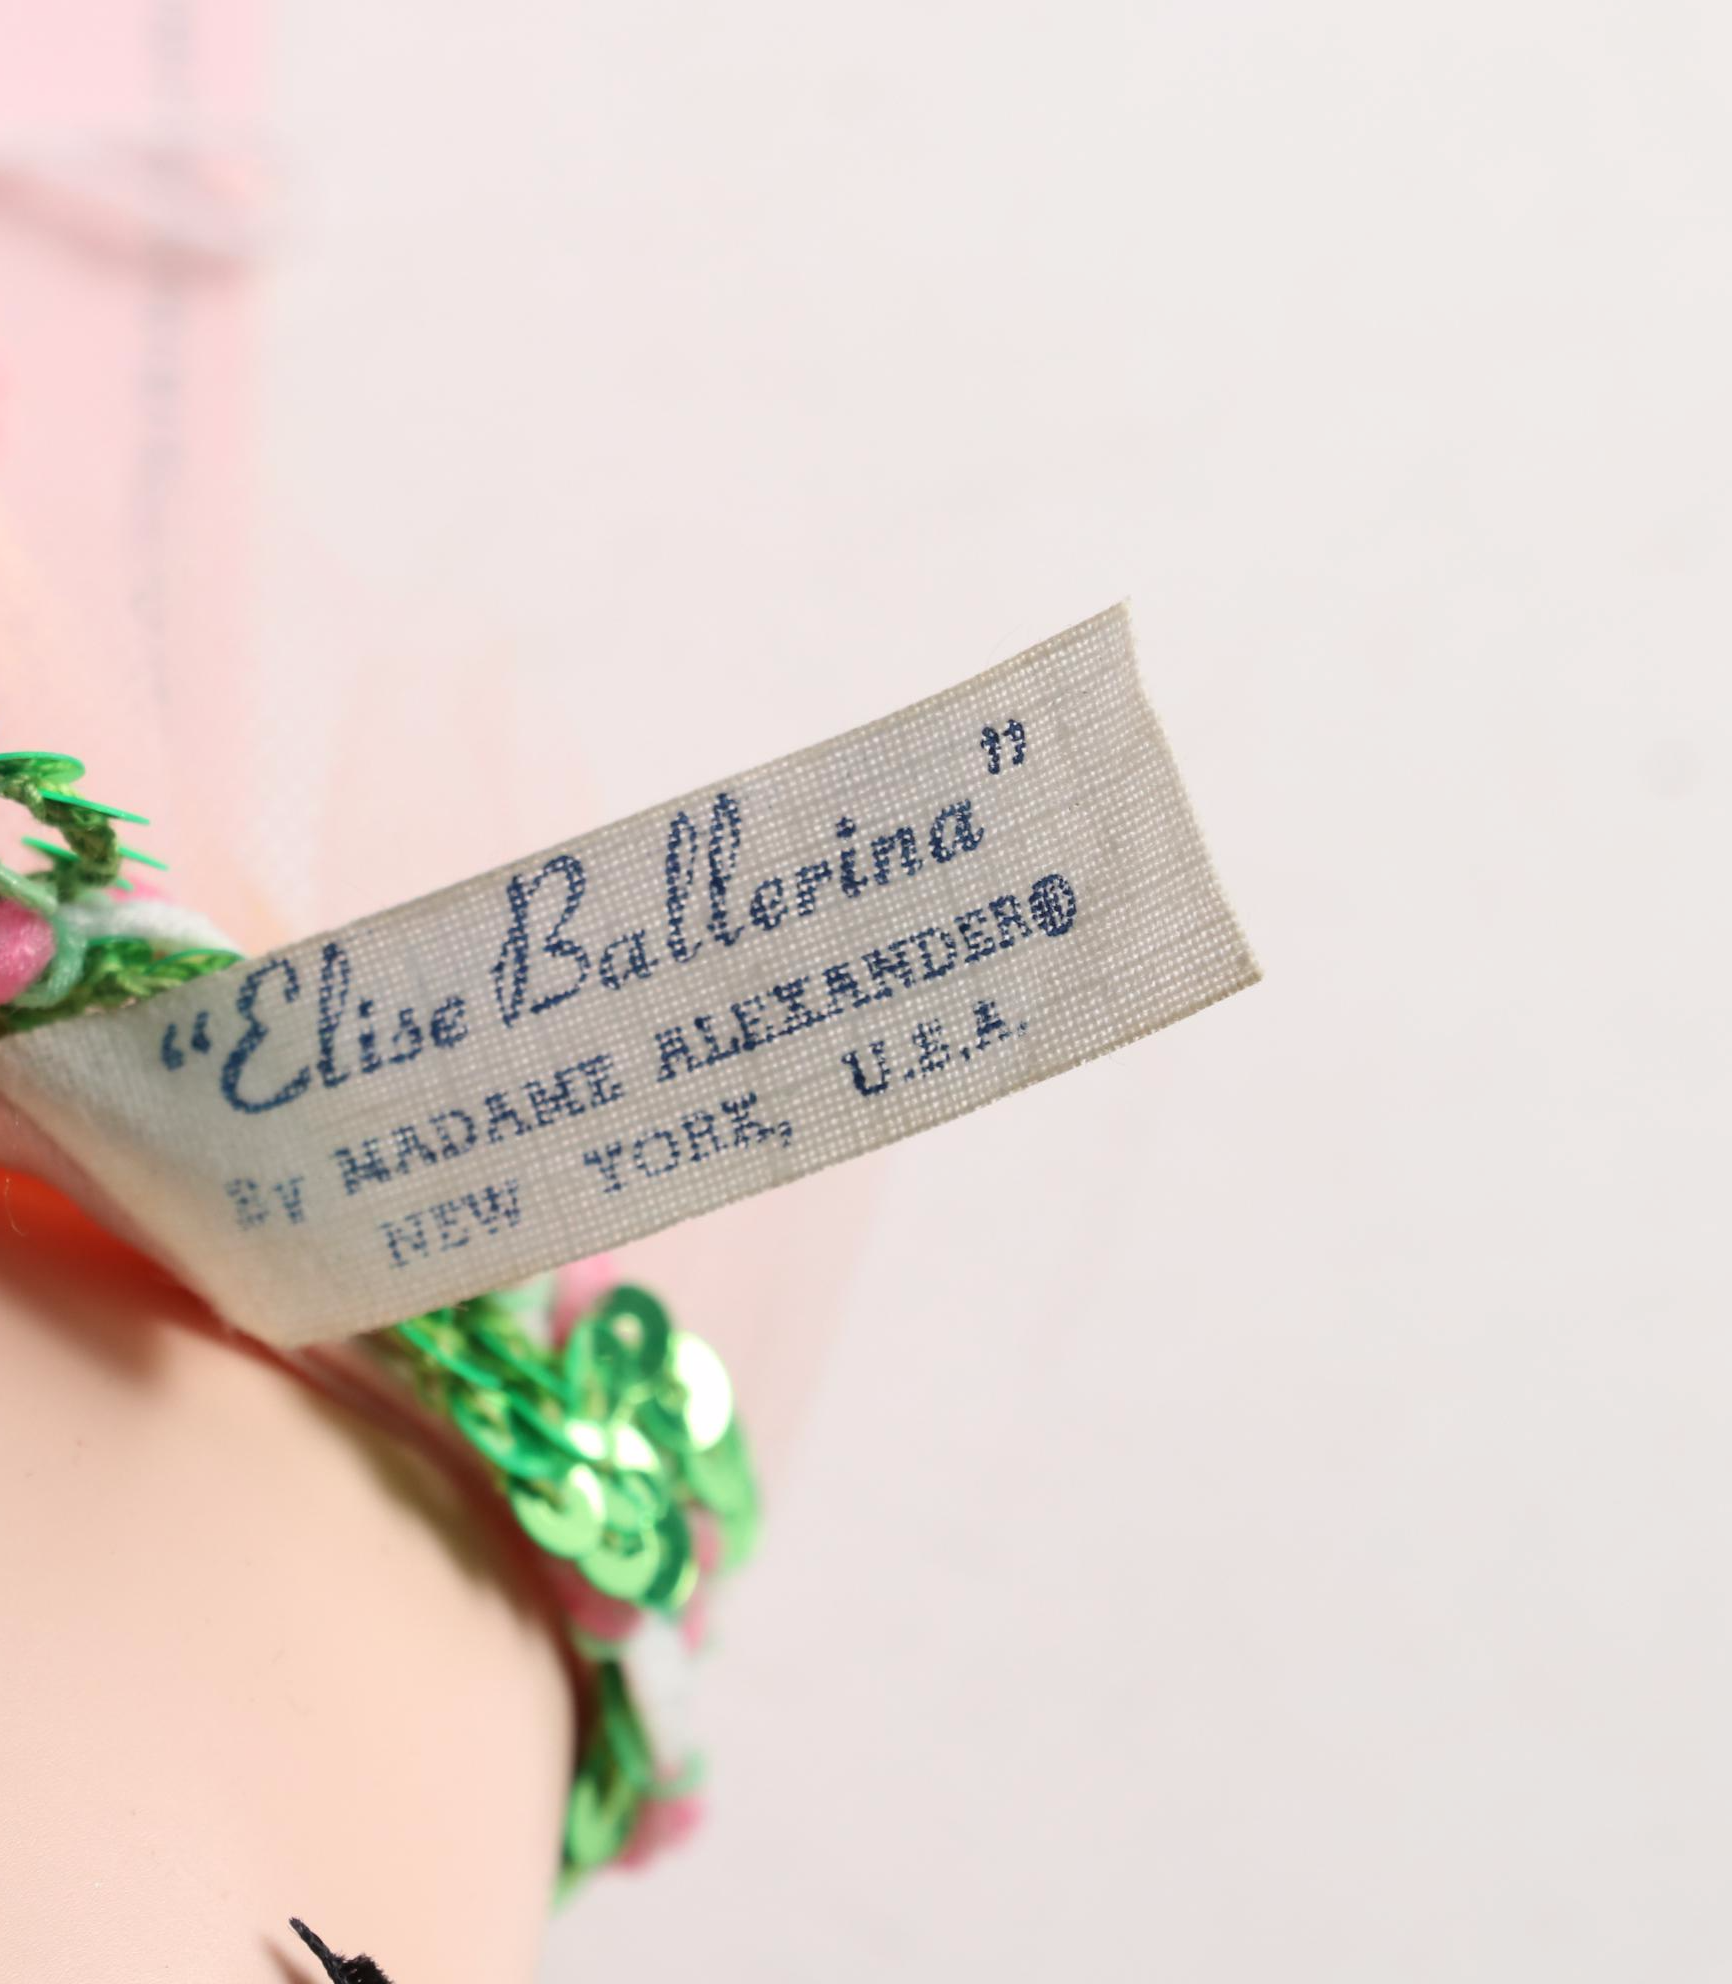 “Elise Ballerina”
BY MADAME ALEXANDER®
NEW YORK, U.S.A.